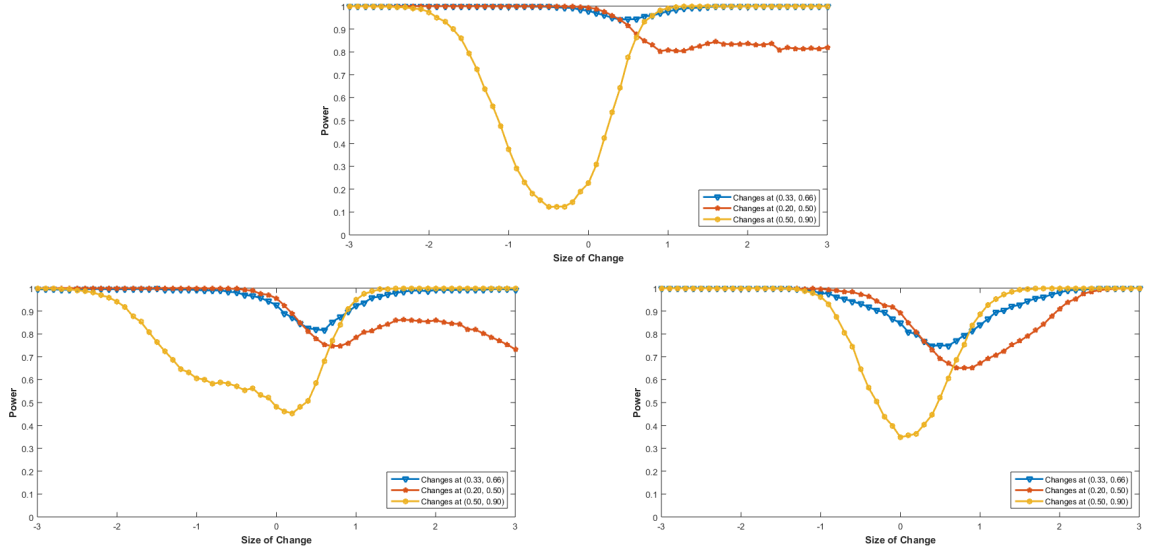 1
0.9
0.8
0.7
0.6
0.5
0.4
0.3
0.2
0.1
0
Power
-3 -2 -1 0 1 2 3
Size of Change
Changes at (0.33, 0.66)
Changes at (0.20, 0.50)
Changes at (0.50, 0.90)
1
0.9
0.8
0.7
0.6
0.5
0.4
0.3
0.2
0.1
0
Power
-3 -2 -1 0 1 2 3
Size of Change
Changes at (0.33, 0.66)
Changes at (0.20, 0.50)
Changes at (0.50, 0.90)
1
0.9
0.8
0.7
0.6
0.5
0.4
0.3
0.2
0.1
0
Power
-3 -2 -1 0 1 2 3
Size of Change
Changes at (0.33, 0.66)
Changes at (0.20, 0.50)
Changes at (0.50, 0.90)